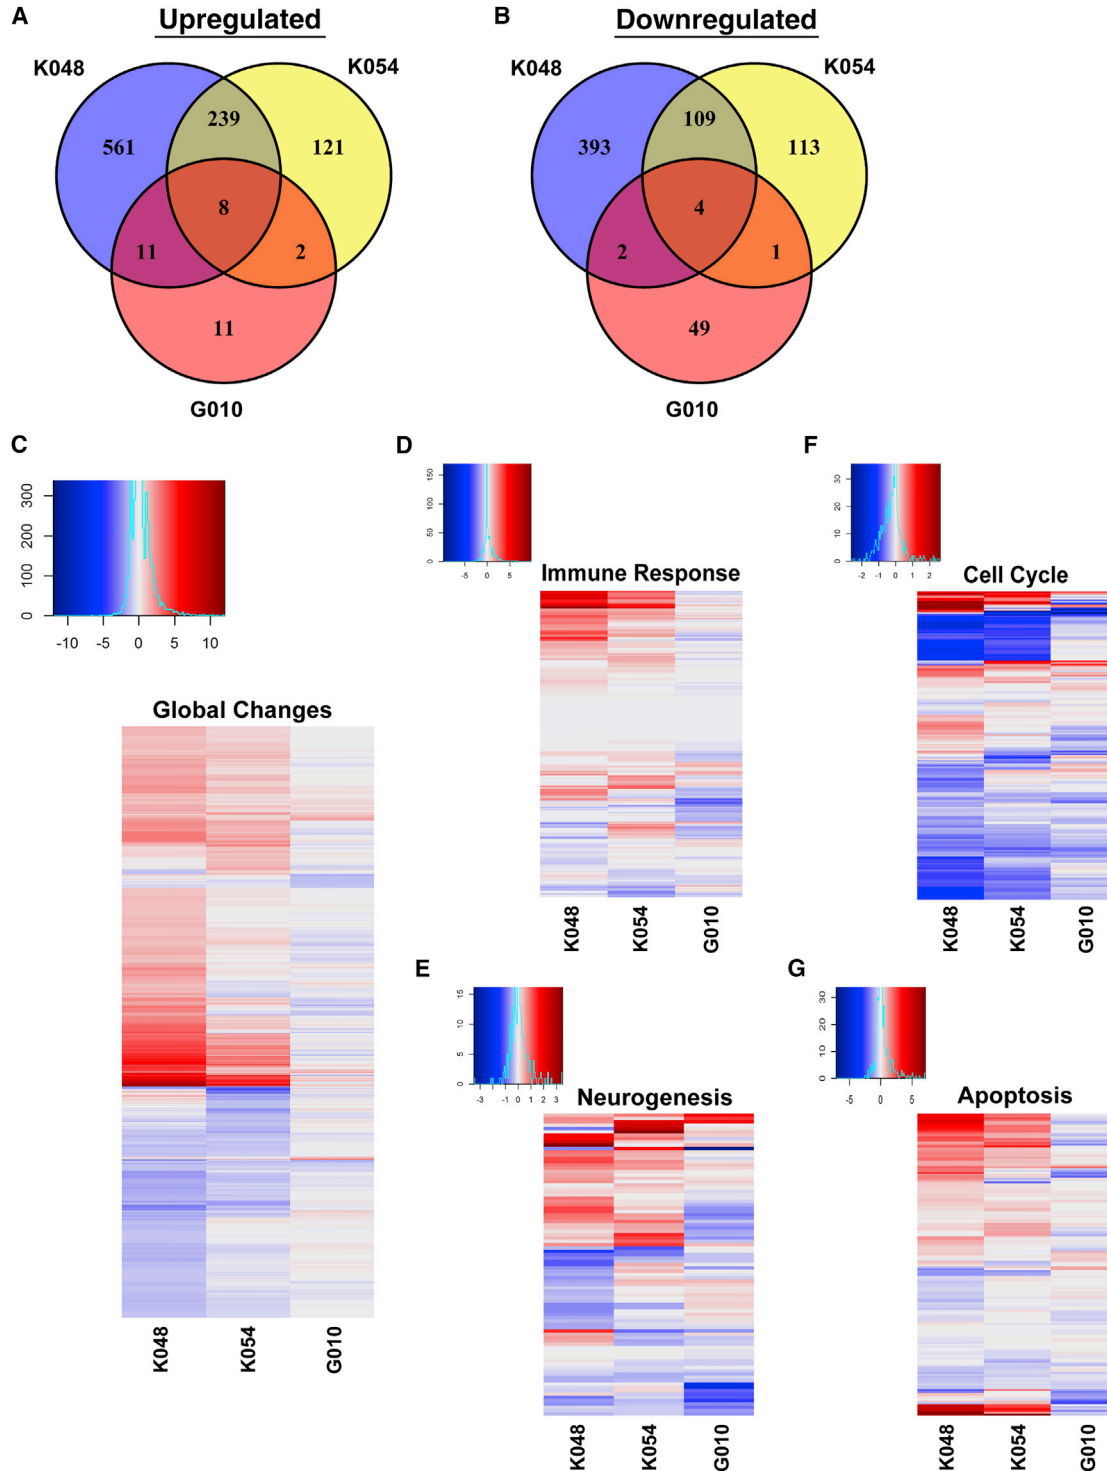 A
Upregulated
B
Downregulated
K048
K054
561
239
121
8
11
2
11
G010
K048
K054
393
109
113
4
2
1
49
G010
C
300
200
100
0
-10 -5 0 5 10
Global Changes
K048
K054
G010
D
150
100
50
0
-5 0 5
Immune Response
K048
K054
G010
F
30
20
10
0
-2 -1 0 1 2
Cell Cycle
K048
K054
G010
E
15
10
5
0
-3 -2 -1 0 1 2 3
Neurogenesis
K048
K054
G010
G
30
20
10
0
-5 0 5
Apoptosis
K048
K054
G010